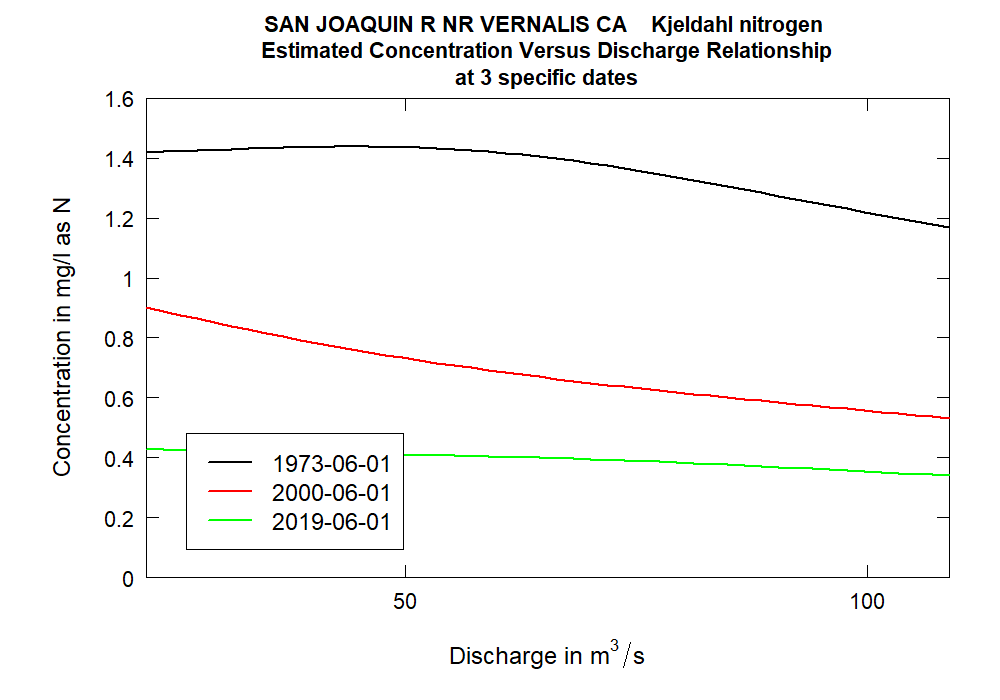 SAN JOAQUIN R NR VERNALIS CA Kjeldahl nitrogen
Estimated Concentration Versus Discharge Relationship
at 3 specific dates
1.6
1.4
1.2
1
0.8
0.6
0.4
0.2
0
Concentration in mg/l as N
1973-06-01
2000-06-01
2019-06-01
50
100
Discharge in m³/s